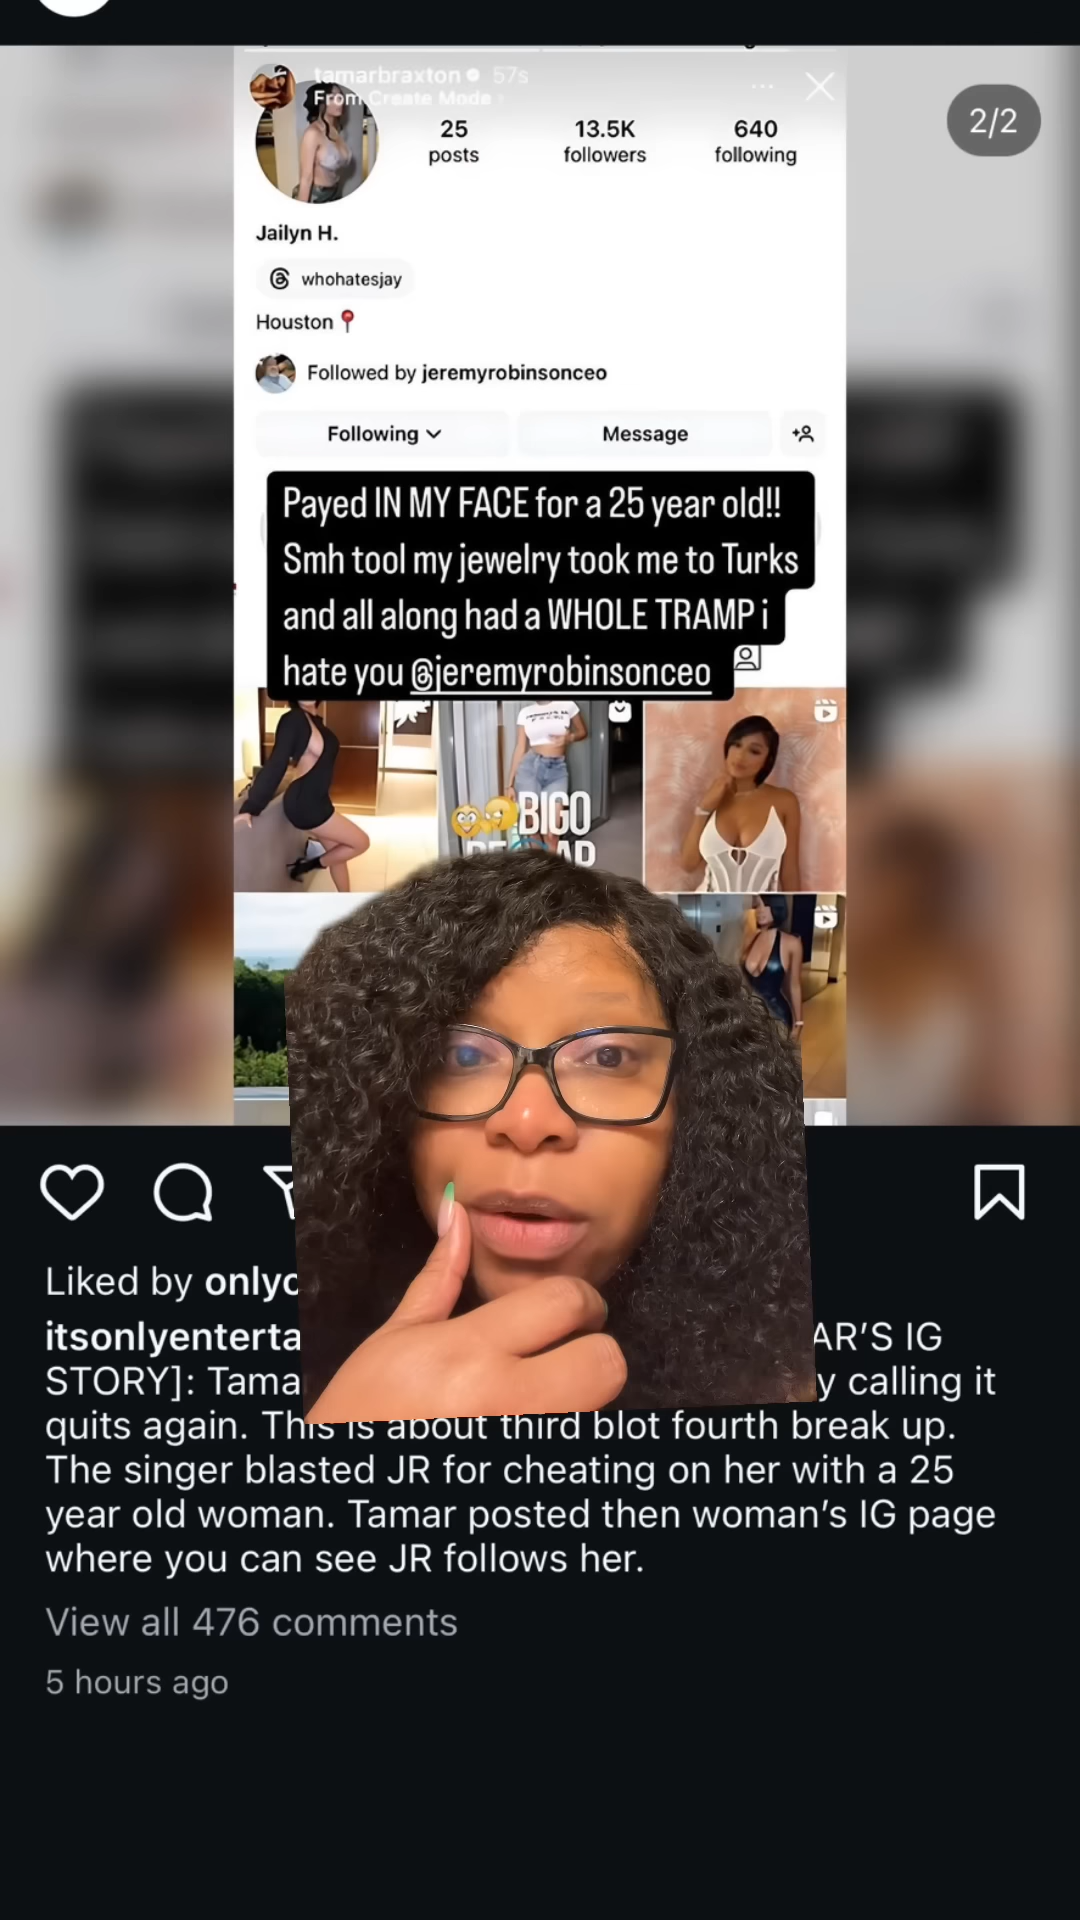 tamarbraxton 57s
From Create Mode
2/2
25 13.5K 640
posts followers following
Jailyn H.
whohatesjay
Houston
Followed by jeremyrobinsonceo
Following Message
Payed IN MY FACE for a 25 year old!!
Smh tool my jewelry took me to Turks
and all along had a WHOLE TRAMP i
hate you @jeremyrobinsonceo
BIGO
Liked by
itsonlyenterta AR’S IG
STORY]: Tama y calling it
quits again. This is about third blot fourth break up.
The singer blasted JR for cheating on her with a 25
year old woman. Tamar posted then woman’s IG page
where you can see JR follows her.
View all 476 comments
5 hours ago